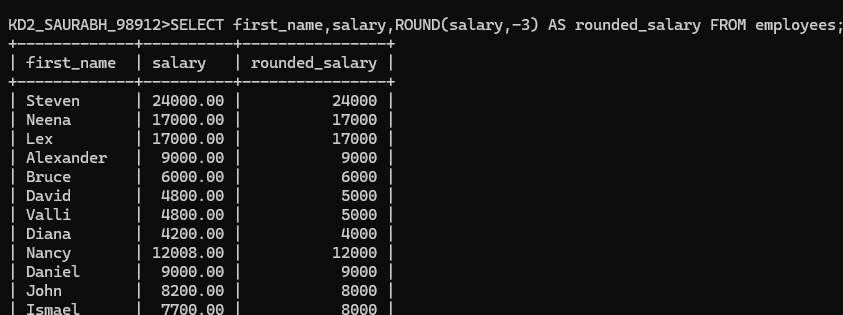 KD2_SAURABH_98912>SELECT first_name,salary,ROUND(salary,-3) AS rounded_salary FROM employees;
+-------------+----------+----------------+
| first_name  | salary   | rounded_salary |
+-------------+----------+----------------+
| Steven      | 24000.00 |          24000 |
| Neena       | 17000.00 |          17000 |
| Lex         | 17000.00 |          17000 |
| Alexander   |  9000.00 |           9000 |
| Bruce       |  6000.00 |           6000 |
| David       |  4800.00 |           5000 |
| Valli       |  4800.00 |           5000 |
| Diana       |  4200.00 |           4000 |
| Nancy       | 12008.00 |          12000 |
| Daniel      |  9000.00 |           9000 |
| John        |  8200.00 |           8000 |
| Ismael      |  7700.00 |           8000 |